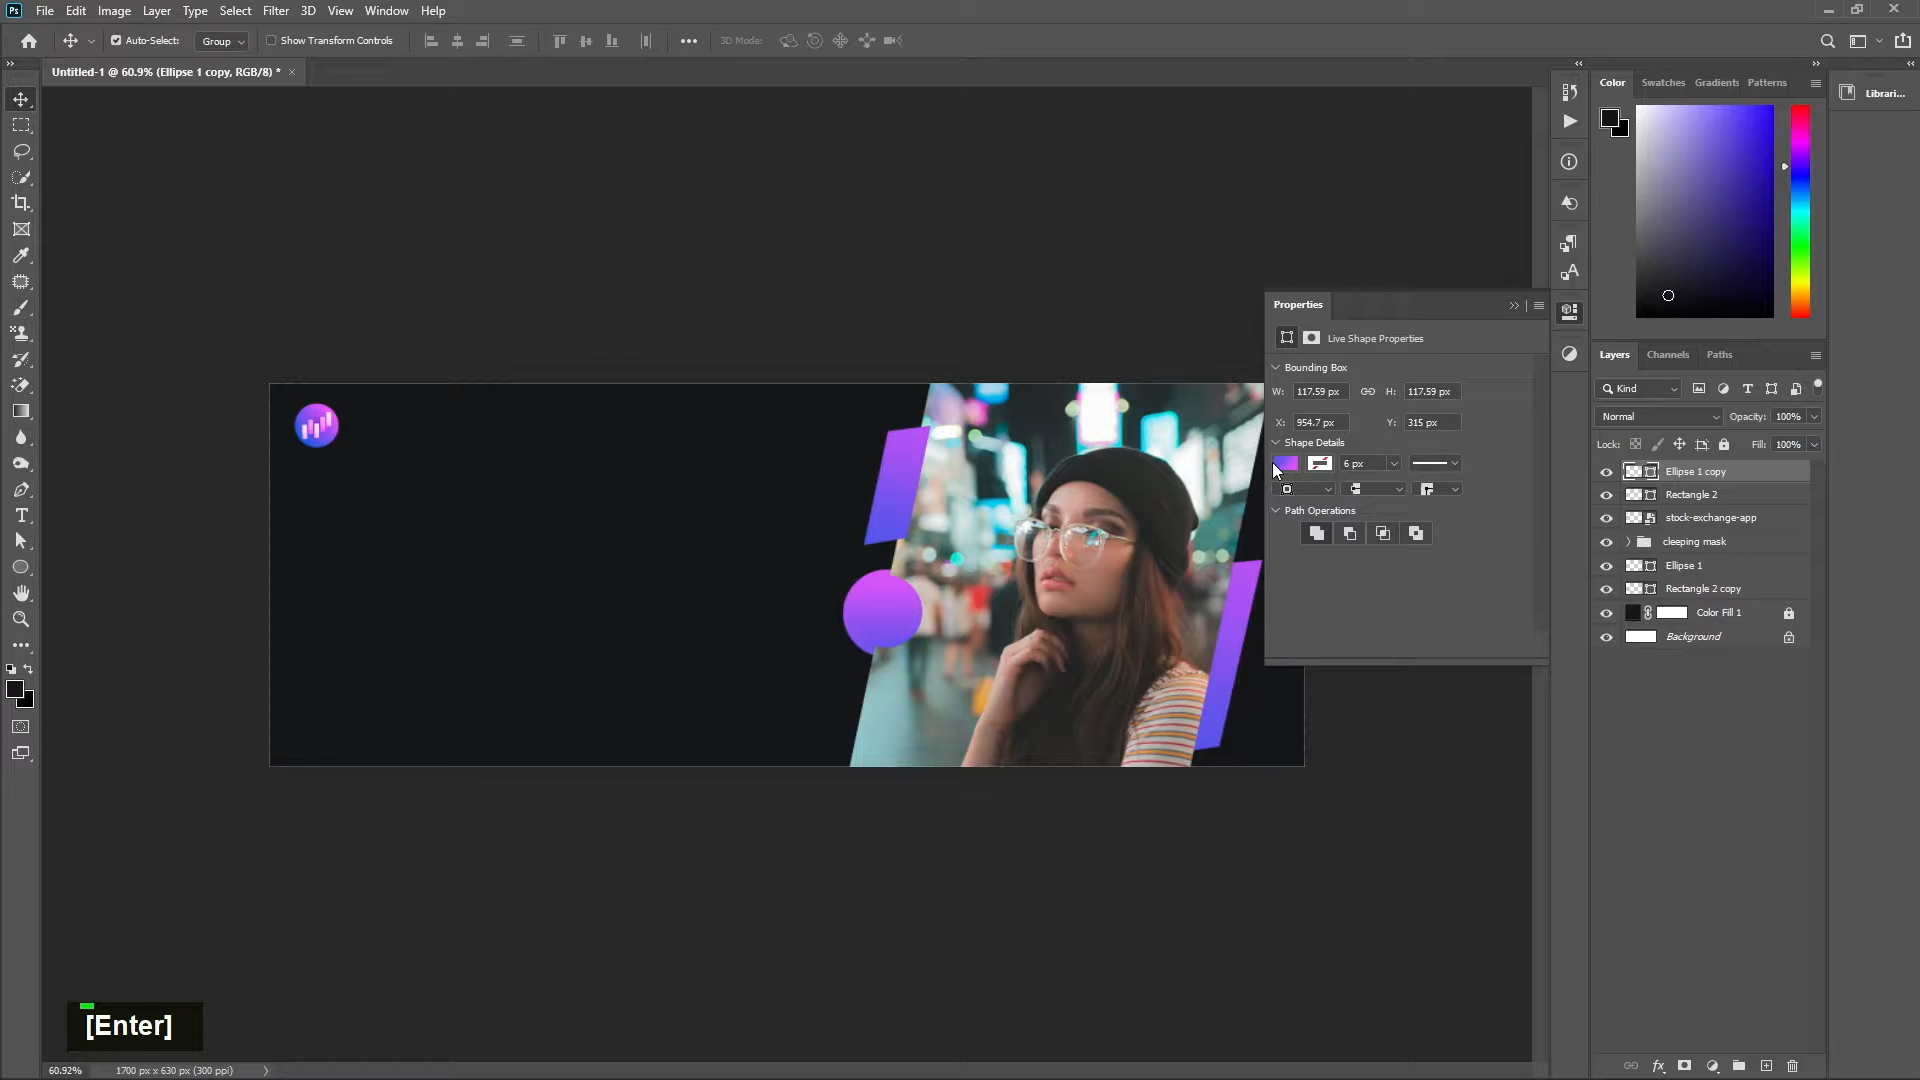 Ps File Edit Image Layer Type Select Filter 3D View Window Help
Auto-Select: Group Show Transform Controls 3D Mode:
Untitled-1 @ 60.9% (Ellipse 1 copy, RGB/8) *
Color Swatches Gradients Patterns
Librari...
Properties
Live Shape Properties
Bounding Box
W: 117.59 px H: 117.59 px
X: 954.7 px Y: 315 px
Shape Details
6 px
Path Operations
Layers Channels Paths
Kind
Normal Opacity: 100%
Lock: Fill: 100%
Ellipse 1 copy
Rectangle 2
stock-exchange-app
cleeping mask
Ellipse 1
Rectangle 2 copy
Color Fill 1
Background
[Enter]
60.92% 1700 px x 630 px (300 ppi)